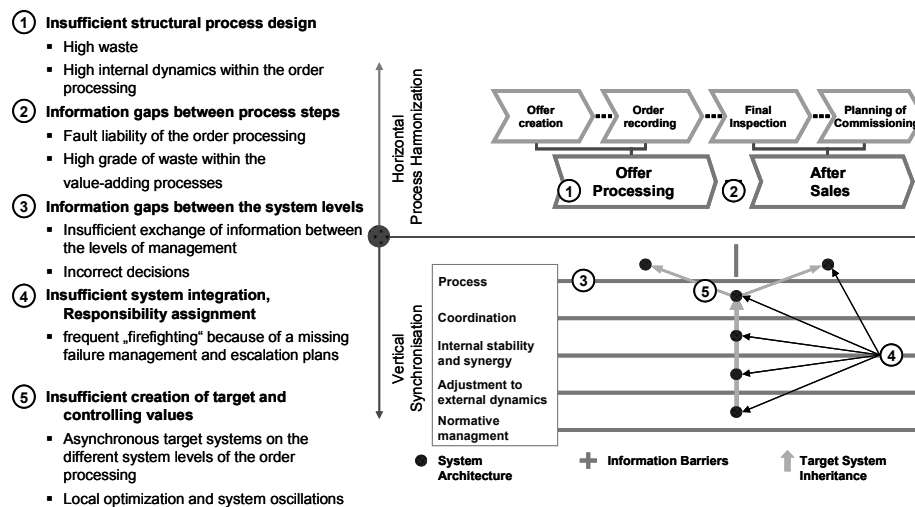 1 Insufficient structural process design
▪ High waste
▪ High internal dynamics within the order
processing
2 Information gaps between process steps
▪ Fault liability of the order processing
▪ High grade of waste within the
value-adding processes
3 Information gaps between the system levels
▪ Insufficient exchange of information between
the levels of management
▪ Incorrect decisions
4 Insufficient system integration,
Responsibility assignment
▪ frequent „firefighting“ because of a missing
failure management and escalation plans
5 Insufficient creation of target and
controlling values
▪ Asynchronous target systems on the
different system levels of the order
processing
▪ Local optimization and system oscillations
Horizontal
Process Harmonization
Vertical
Synchronisation
Offer
creation
Order
recording
Final
Inspection
Planning of
Commissioning
1 Offer
Processing
2 After
Sales
Process
3
5
Coordination
Internal stability
and synergy
4
Adjustment to
external dynamics
Normative
managment
System
Architecture
Information Barriers
Target System
Inheritance